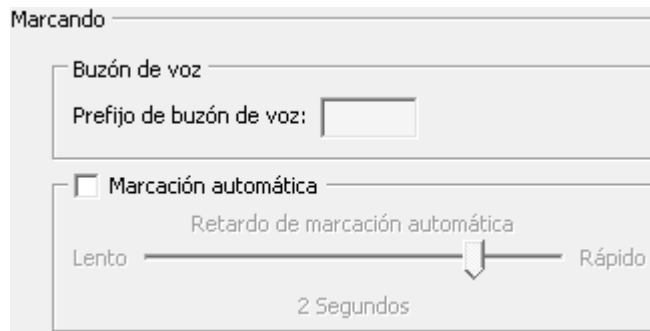 Marcando
Buzón de voz
Prefijo de buzón de voz:
Marcación automática
Retardo de marcación automática
Lento Rápido
2 Segundos